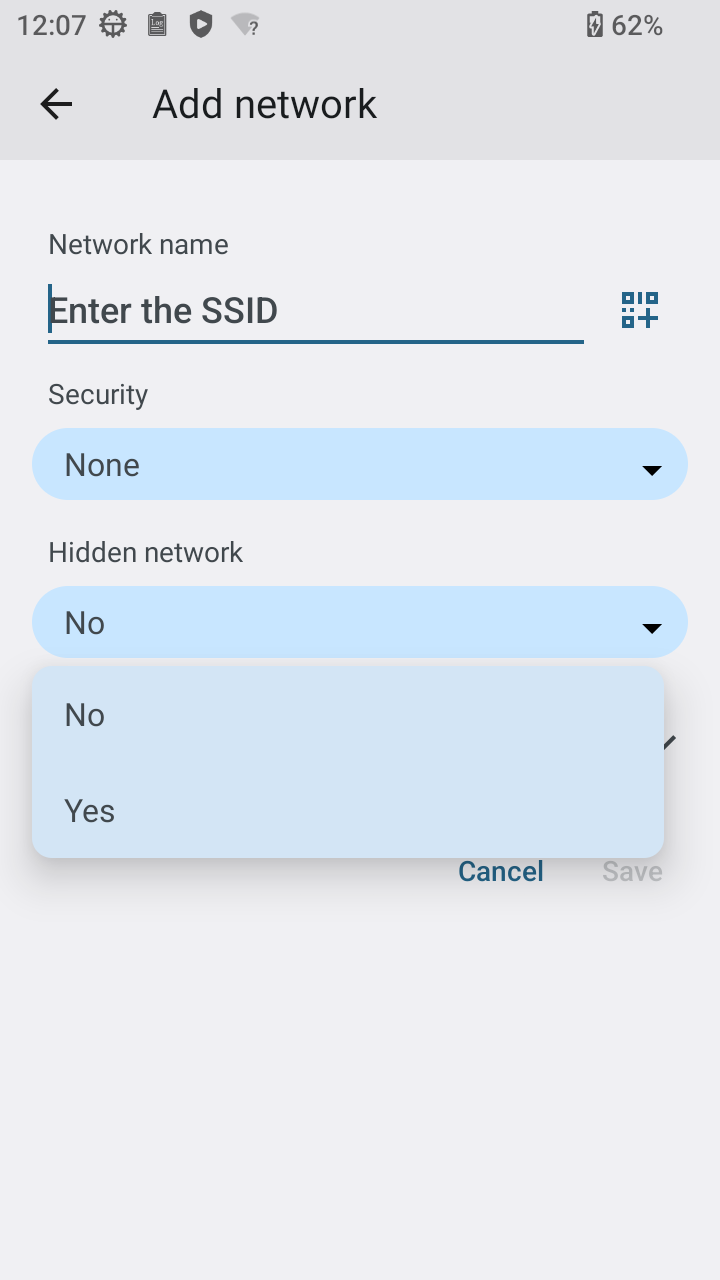 12:07
62%
Add network
Network name
Enter the SSID
Security
None
Hidden network
No
No
Yes
Cancel
Save